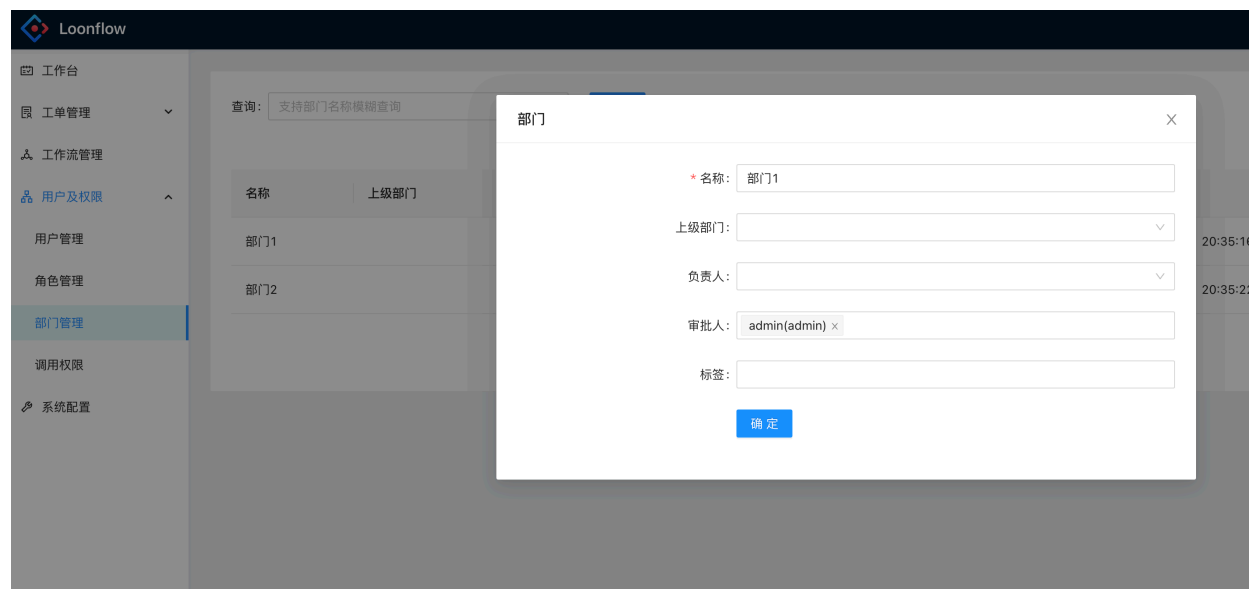 Loonflow
工作台
工单管理
工作流管理
用户及权限
用户管理
角色管理
部门管理
调用权限
系统配置
查询: 支持部门名称模糊查询
名称 上级部门
部门1 20:35:16
部门2 20:35:22
部门
* 名称: 部门1
上级部门:
负责人:
审批人: admin(admin) ×
标签:
确 定